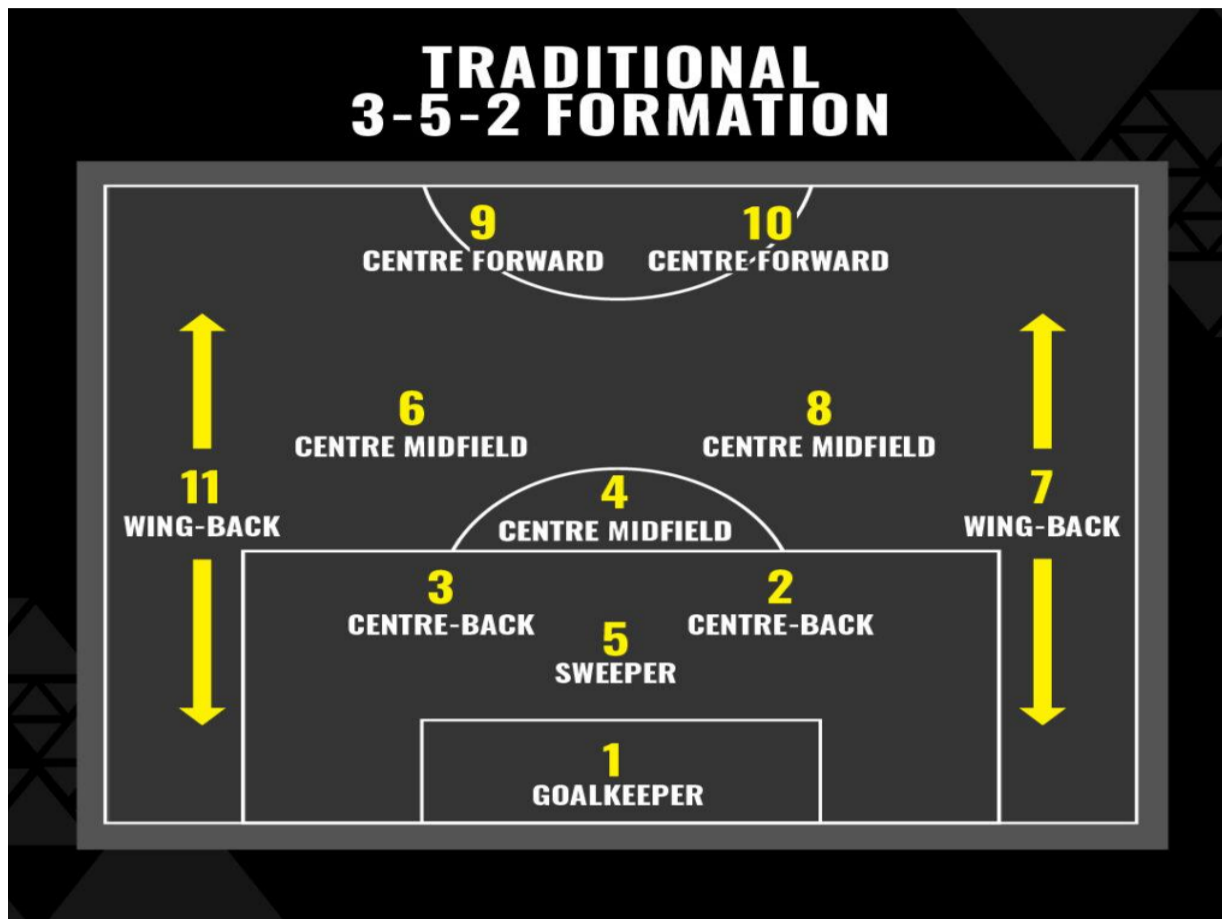 TRADITIONAL
3-5-2 FORMATION
9
CENTRE FORWARD
10
CENTRE FORWARD
6
CENTRE MIDFIELD
8
CENTRE MIDFIELD
11
WING-BACK
4
CENTRE MIDFIELD
7
WING-BACK
3
CENTRE-BACK
2
CENTRE-BACK
5
SWEEPER
1
GOALKEEPER